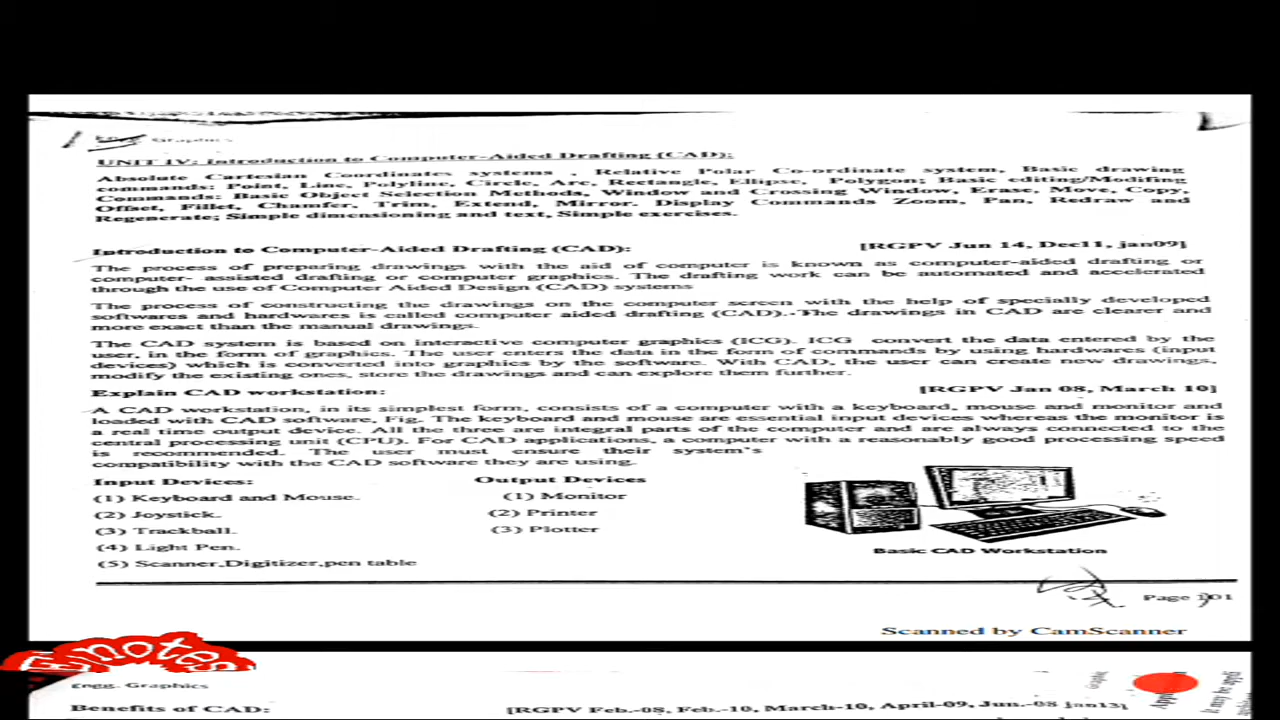 Graphics
UNIT IV: Introduction to Computer-Aided Drafting (CAD):
Absolute Cartesian Coordinates systems , Relative Polar Co-ordinate system, Basic drawing
commands: Point, Line, Polyline, Circle, Arc, Rectangle, Ellipse, Polygon; Basic editing/Modifing
Commands: Basic Object Selection Methods, Window and Crossing Window, Erase, Move, Copy,
Offset, Fillet, Chamfer, Trim, Extend, Mirror. Display Commands Zoom, Pan, Redraw and
Regenerate; Simple dimensioning and text, Simple exercises.
Introduction to Computer-Aided Drafting (CAD): [RGPV Jun 14, Dec11, jan09]
The process of preparing drawings with the aid of computer is known as computer-aided drafting or
computer- assisted drafting or computer graphics. The drafting work can be automated and accelerated
through the use of Computer Aided Design (CAD) systems
The process of constructing the drawings on the computer screen with the help of specially developed
softwares and hardwares is called computer aided drafting (CAD). The drawings in CAD are clearer and
more exact than the manual drawings.
The CAD system is based on interactive computer graphics (ICG). ICG convert the data entered by the
user, in the form of graphics. The user enters the data in the form of commands by using hardwares (input
devices) which is converted into graphics by the software. With CAD, the user can create new drawings,
modify the existing ones, store the drawings and can explore them further.
Explain CAD workstation: [RGPV Jan 08, March 10]
A CAD workstation, in its simplest form, consists of a computer with a keyboard, mouse and monitor and
loaded with CAD software, Fig. The keyboard and mouse are essential input devices whereas the monitor is
a real time output device. All the three are integral parts of the computer and are always connected to the
central processing unit (CPU). For CAD applications, a computer with a reasonably good processing speed
is recommended. The user must ensure their system's
compatibility with the CAD software they are using.
Input Devices: Output Devices
(1) Keyboard and Mouse. (1) Monitor
(2) Joystick. (2) Printer
(3) Trackball. (3) Plotter
(4) Light Pen.
(5) Scanner,Digitizer,pen table
Basic CAD Workstation
Page 101
Scanned by CamScanner
notes
Engg. Graphics
Benefits of CAD: [RGPV Feb.-08, Feb.-10, March-10, April-09, Jun.-08 jan13]